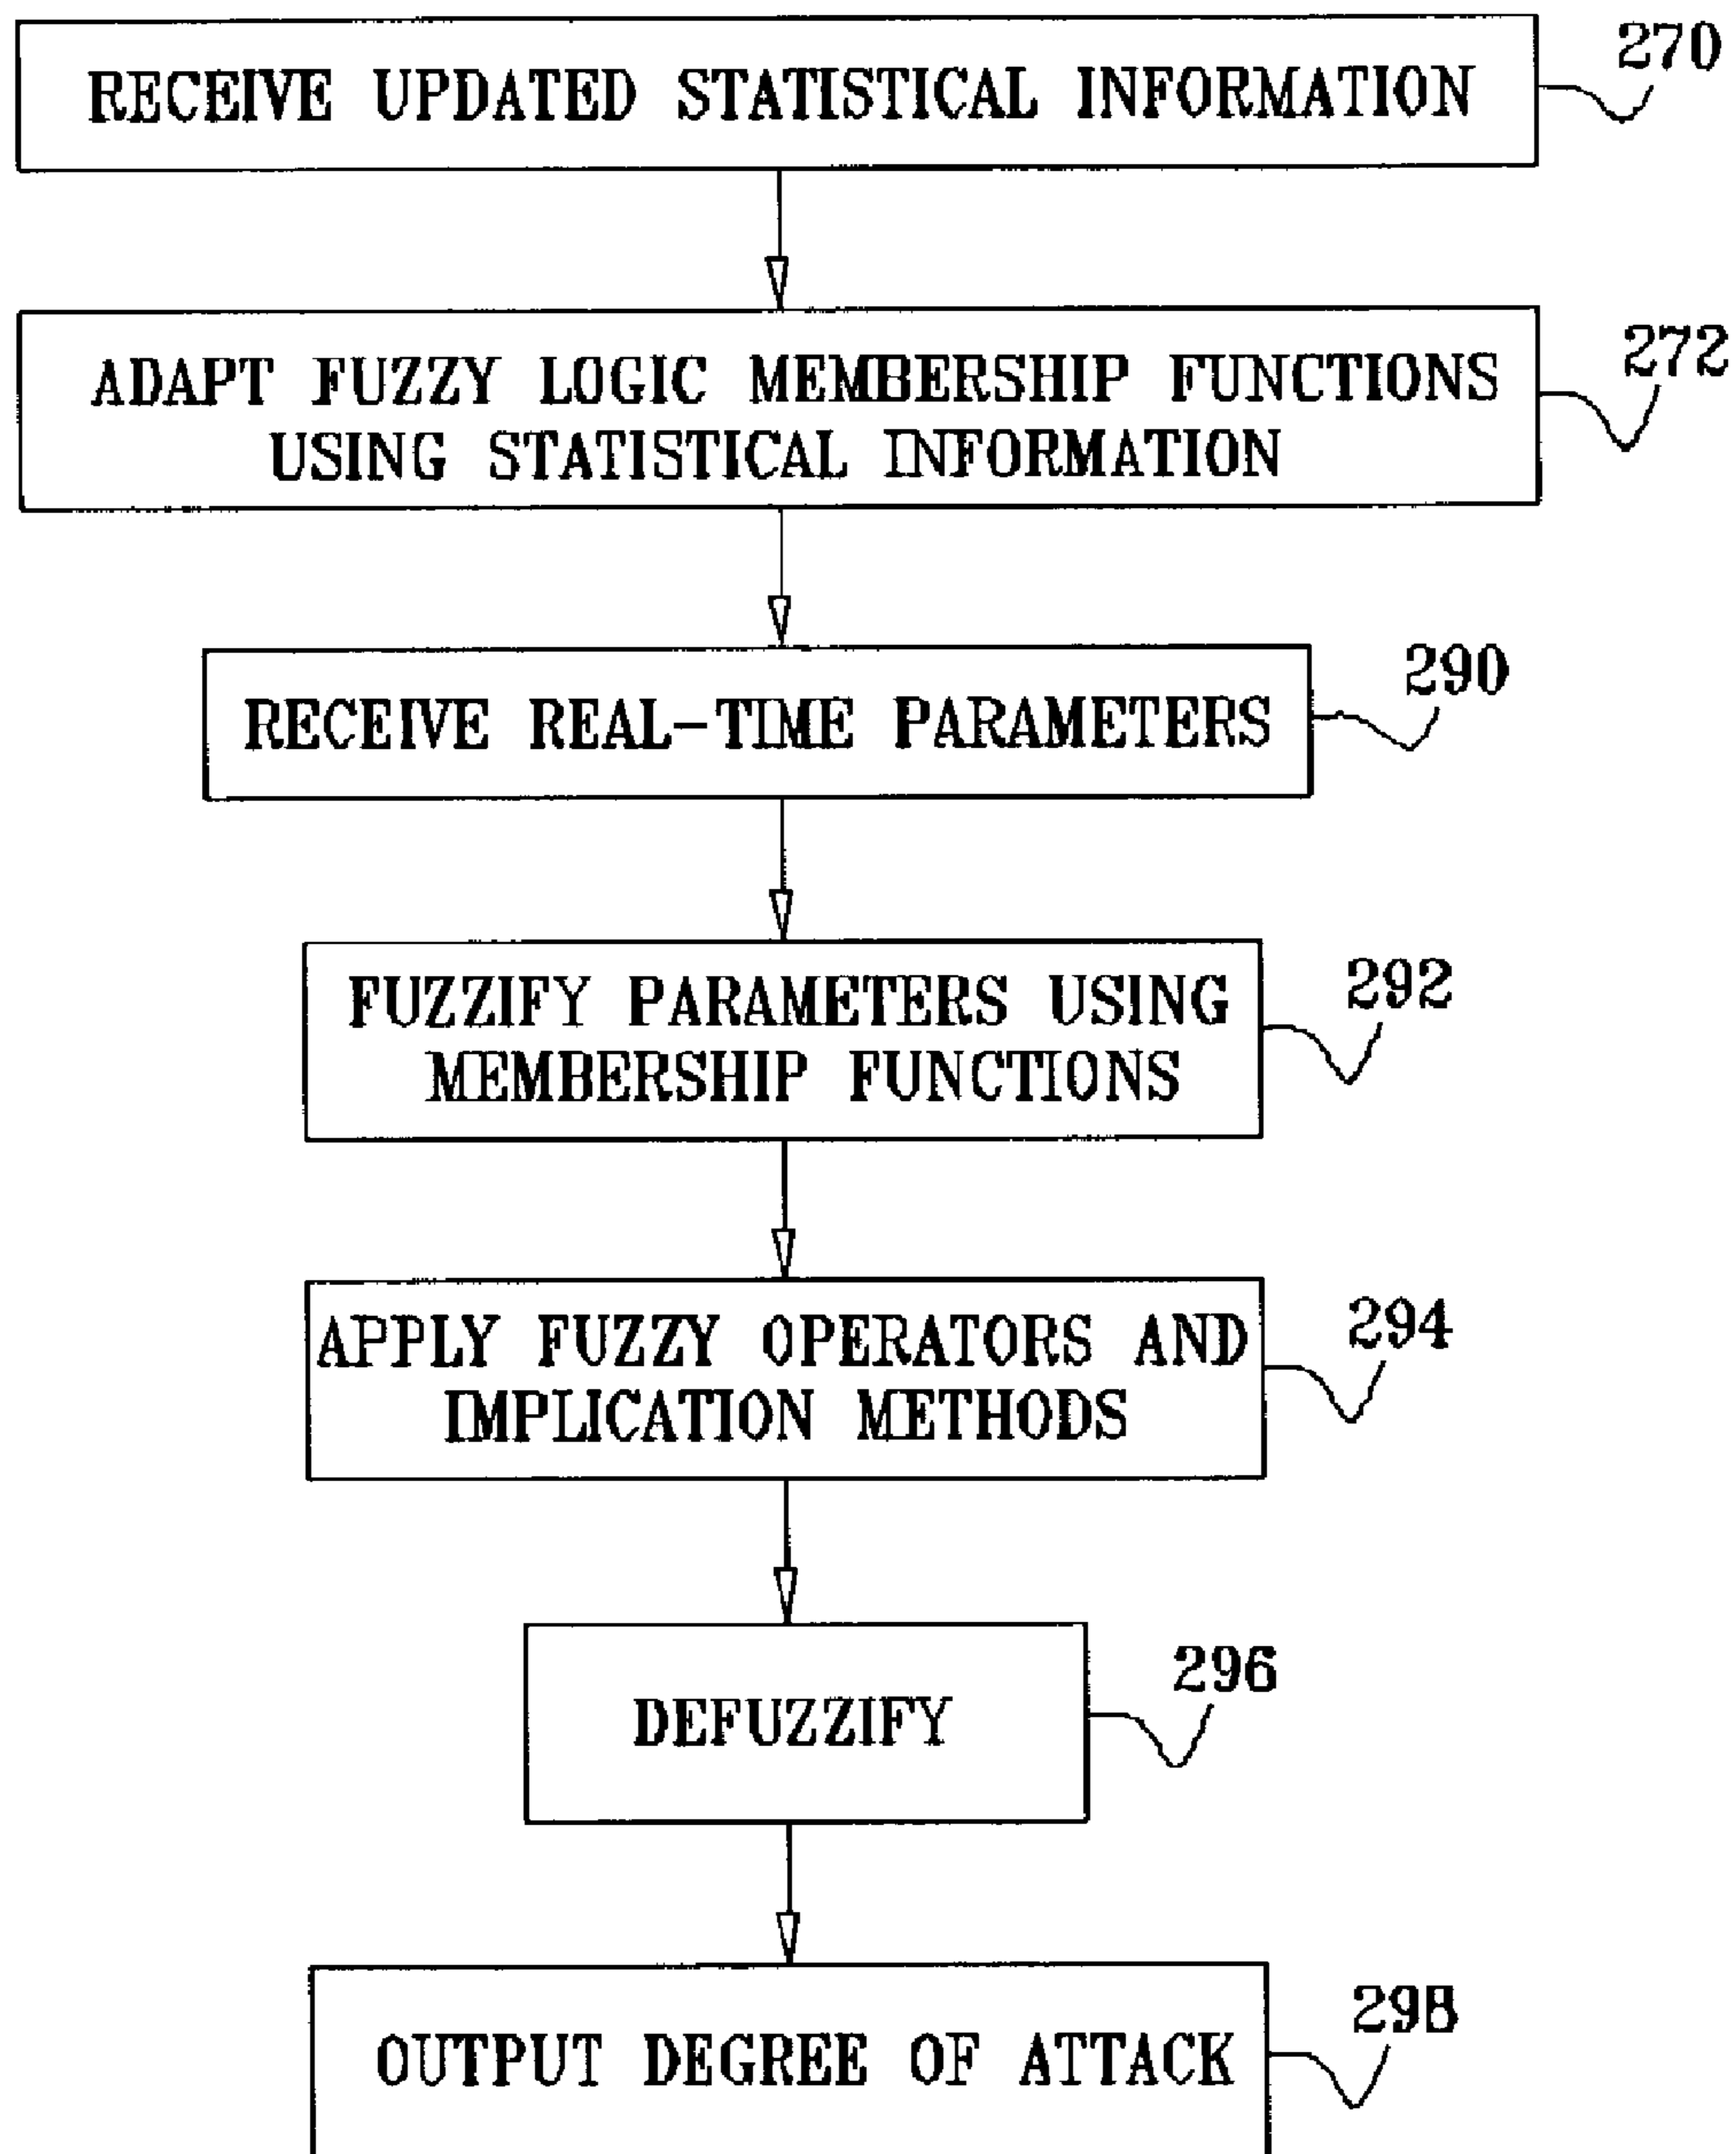 RECEIVE UPDATED STATISTICAL INFORMATION
270
ADAPT FUZZY LOGIC MEMBERSHIP FUNCTIONS
USING STATISTICAL INFORMATION
272
RECEIVE REAL-TIME PARAMETERS
290
FUZZIFY PARAMETERS USING
MEMBERSHIP FUNCTIONS
292
APPLY FUZZY OPERATORS AND
IMPLICATION METHODS
294
DEFUZZIFY
296
OUTPUT DEGREE OF ATTACK
298